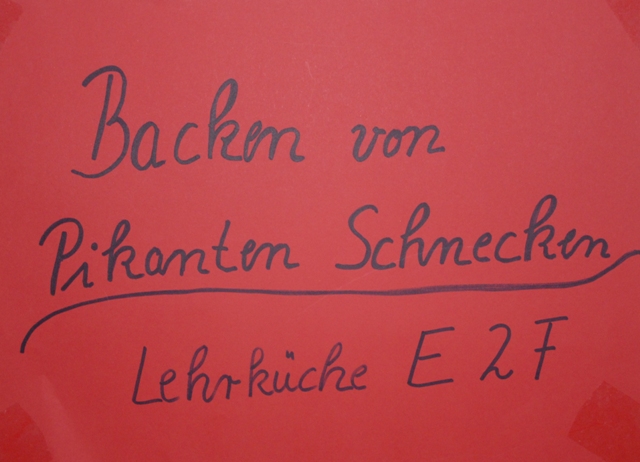 Backen von
Pikanten Schnecken
Lehrküche E 2 F